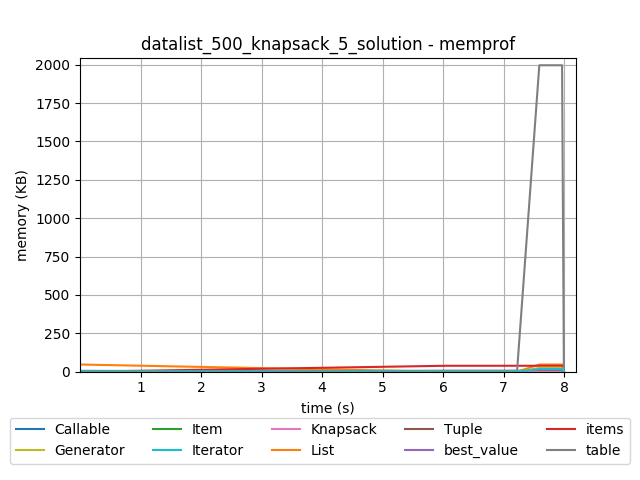 datalist_500_knapsack_5_solution - memprof
2000
1750
1500
1250
1000
750
500
250
0
memory (KB)
1 2 3 4 5 6 7 8
time (s)
Callable Item Knapsack Tuple items
Generator Iterator List best_value table